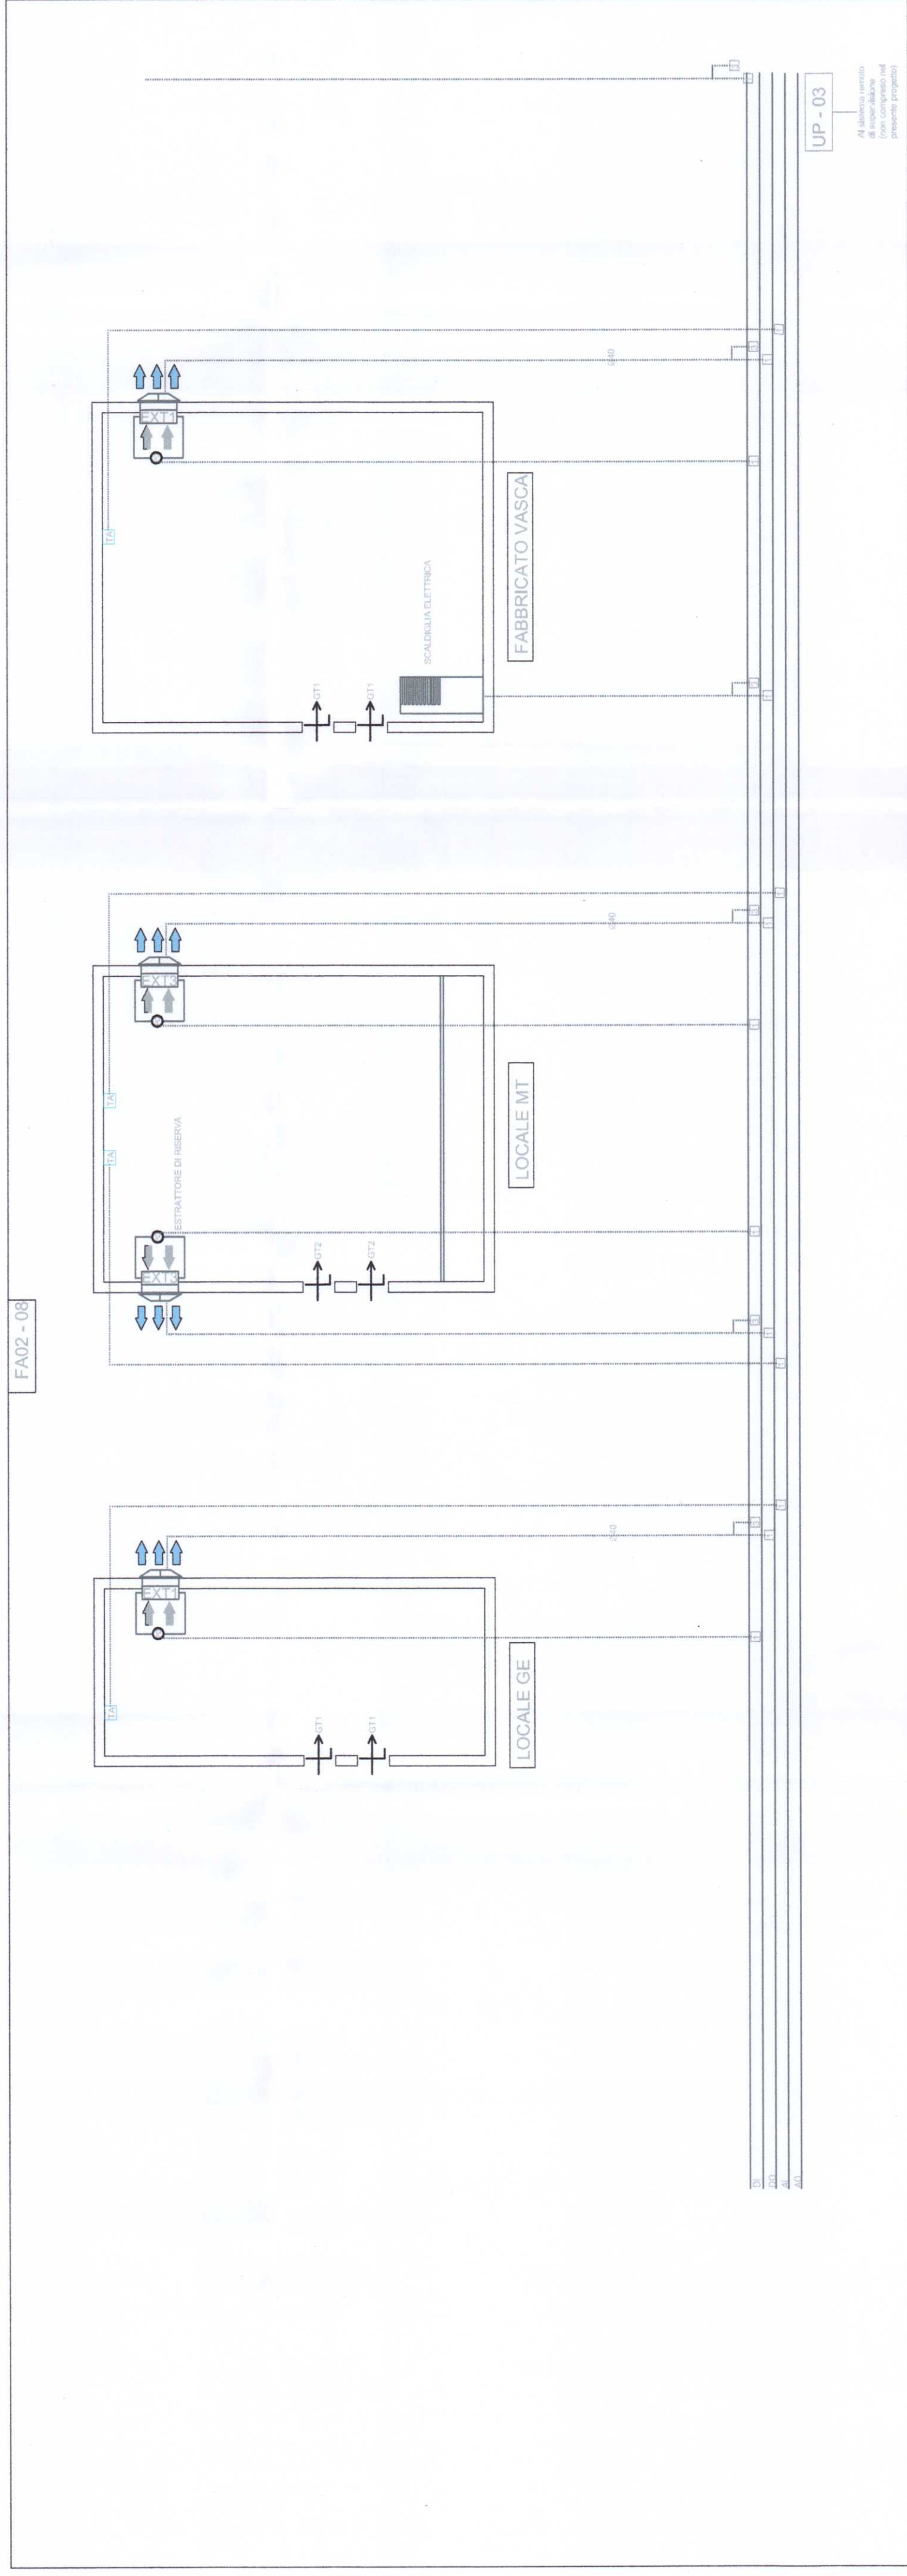 FA02 - 08
TA
EXT1
GT1
GT1
LOCALE GE
TA
EXT3
ESTRATTORE DI RISERVA
TA
EXT3
GT2
GT2
LOCALE MT
TA
EXT1
GT1
GT1
SCALDIGLIA ELETTRICA
FABBRICATO VASCA
DI
DO
AI
AO
UP - 03
Al sistema remoto
di supervisione
(non compreso nel
presente progetto)